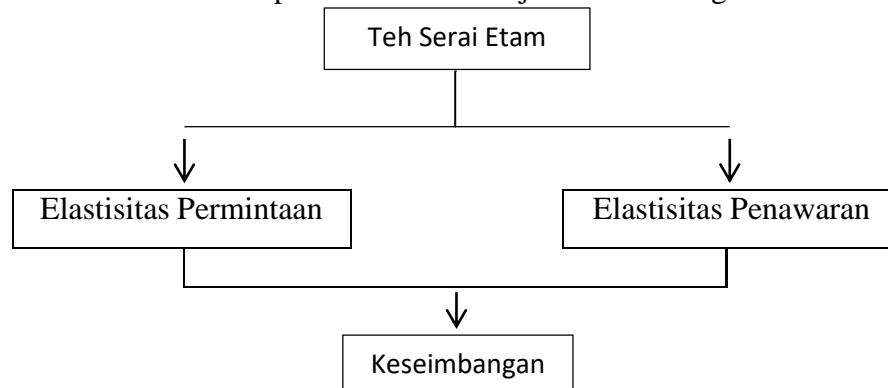 Teh Serai Etam
Elastisitas Permintaan
Elastisitas Penawaran
Keseimbangan